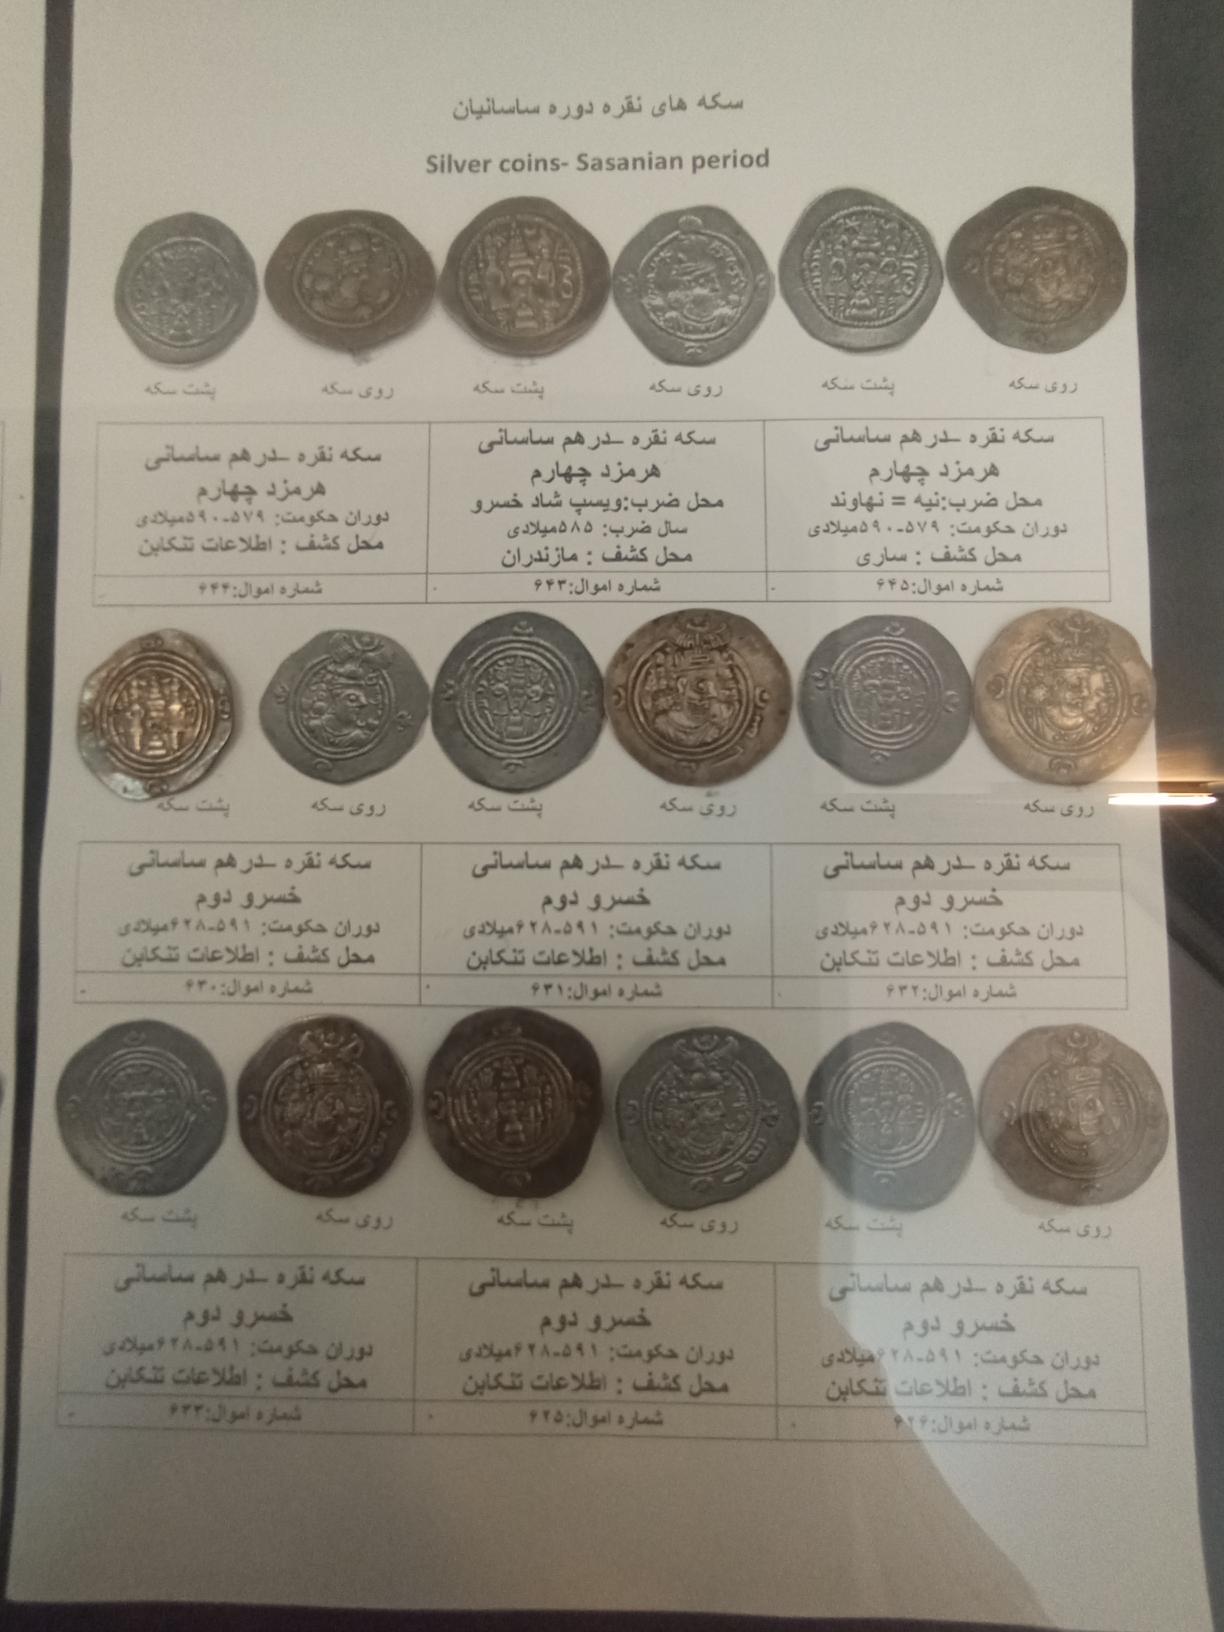 سکه های نقره دوره ساسانیان
Silver coins- Sasanian period
روی سکه
پشت سکه
روی سکه
پشت سکه
روی سکه
پشت سکه
سکه نقره –درهم ساسانی
هرمزد چهارم
محل ضرب:نیه = نهاوند
دوران حکومت: ۵۷۹-۵۹۰میلادی
محل کشف : ساری
شماره اموال:۶۴۵
سکه نقره –درهم ساسانی
هرمزد چهارم
محل ضرب:ویسپ شاد خسرو
سال ضرب: ۵۸۵میلادی
محل کشف : مازندران
شماره اموال:۶۴۳
سکه نقره –درهم ساسانی
هرمزد چهارم
دوران حکومت: ۵۷۹-۵۹۰میلادی
محل کشف : اطلاعات تنکابن
شماره اموال:۶۴۴
روی سکه
پشت سکه
روی سکه
پشت سکه
روی سکه
پشت سکه
سکه نقره –درهم ساسانی
خسرو دوم
دوران حکومت: ۵۹۱-۶۲۸میلادی
محل کشف : اطلاعات تنکابن
شماره اموال:۶۳۲
سکه نقره –درهم ساسانی
خسرو دوم
دوران حکومت: ۵۹۱-۶۲۸میلادی
محل کشف : اطلاعات تنکابن
شماره اموال:۶۳۱
سکه نقره –درهم ساسانی
خسرو دوم
دوران حکومت: ۵۹۱-۶۲۸میلادی
محل کشف : اطلاعات تنکابن
شماره اموال:۶۳۰
روی سکه
پشت سکه
روی سکه
پشت سکه
روی سکه
پشت سکه
سکه نقره –درهم ساسانی
خسرو دوم
دوران حکومت: ۵۹۱-۶۲۸میلادی
محل کشف : اطلاعات تنکابن
شماره اموال:۶۲۶
سکه نقره –درهم ساسانی
خسرو دوم
دوران حکومت: ۵۹۱-۶۲۸میلادی
محل کشف : اطلاعات تنکابن
شماره اموال:۶۲۵
سکه نقره –درهم ساسانی
خسرو دوم
دوران حکومت: ۵۹۱-۶۲۸میلادی
محل کشف : اطلاعات تنکابن
شماره اموال:۶۳۳